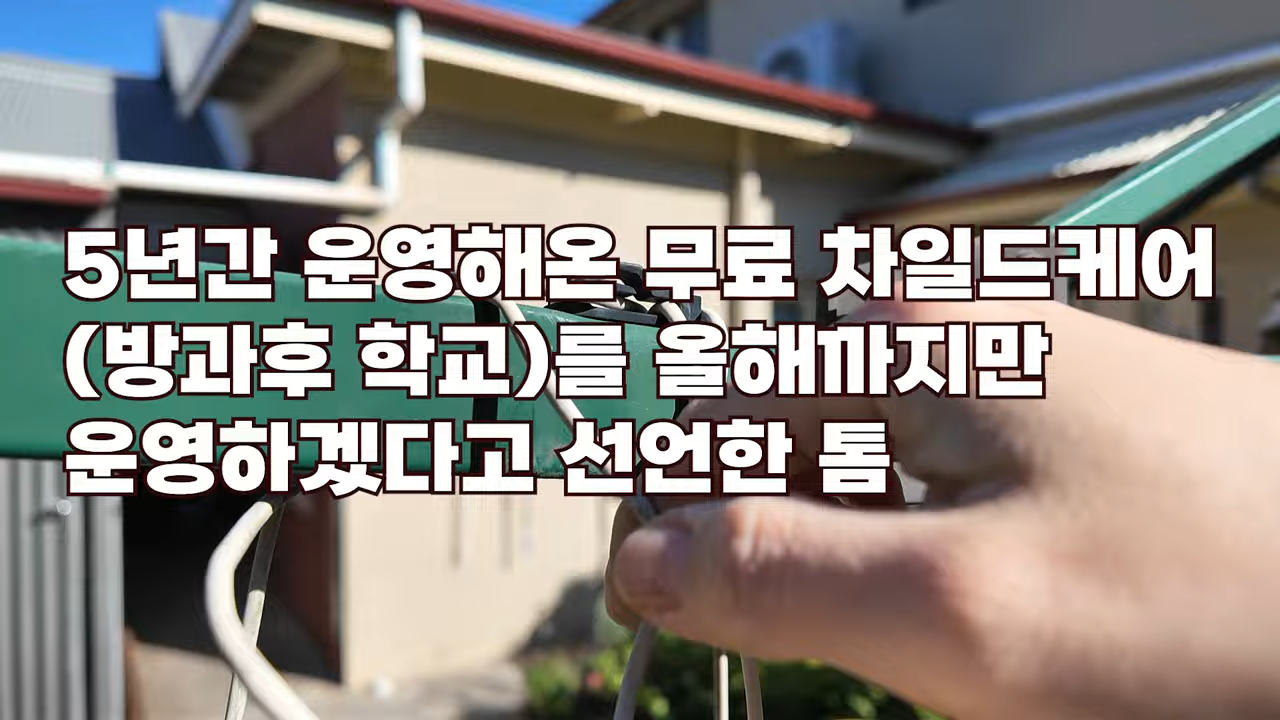 5년간 운영해온 무료 차일드케어
(방과후 학교)를 올해까지만
운영하겠다고 선언한 톰